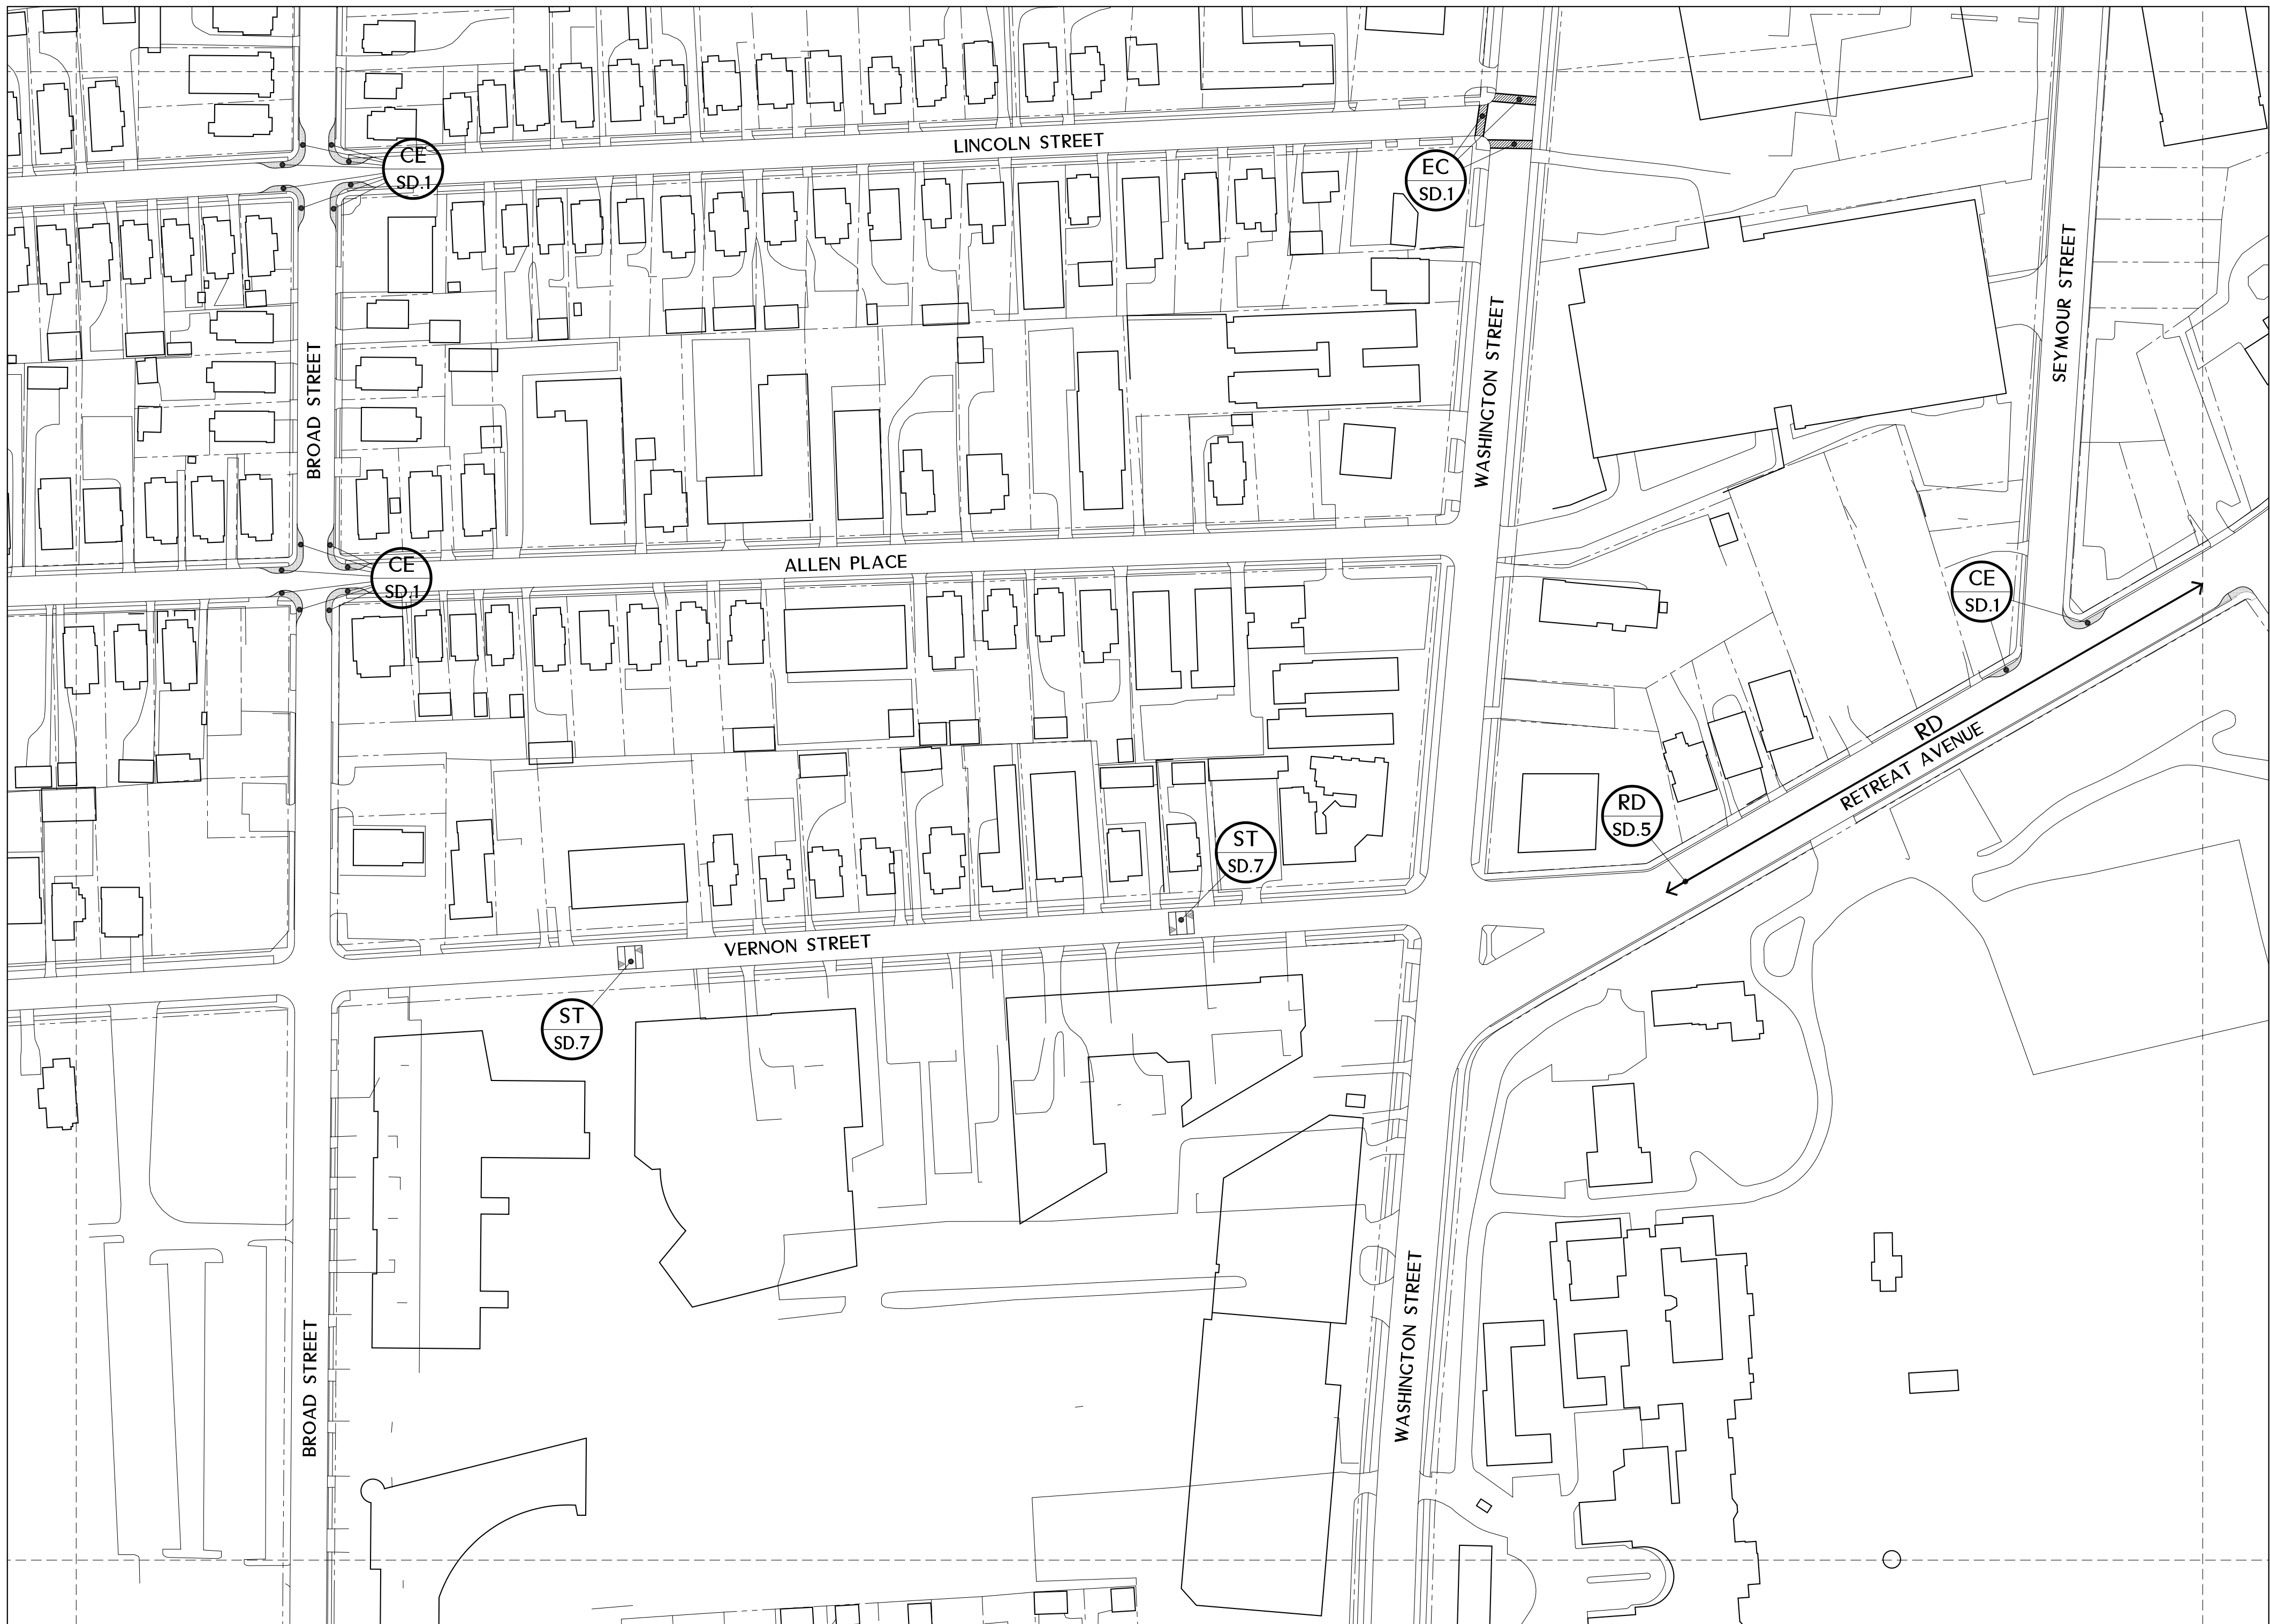 LINCOLN STREET
CE
SD.1
EC
SD.1
SEYMOUR STREET
BROAD STREET
WASHINGTON STREET
ALLEN PLACE
CE
SD.1
CE
SD.1
RD
RETREAT AVENUE
RD
SD.5
ST
SD.7
VERNON STREET
ST
SD.7
BROAD STREET
WASHINGTON STREET